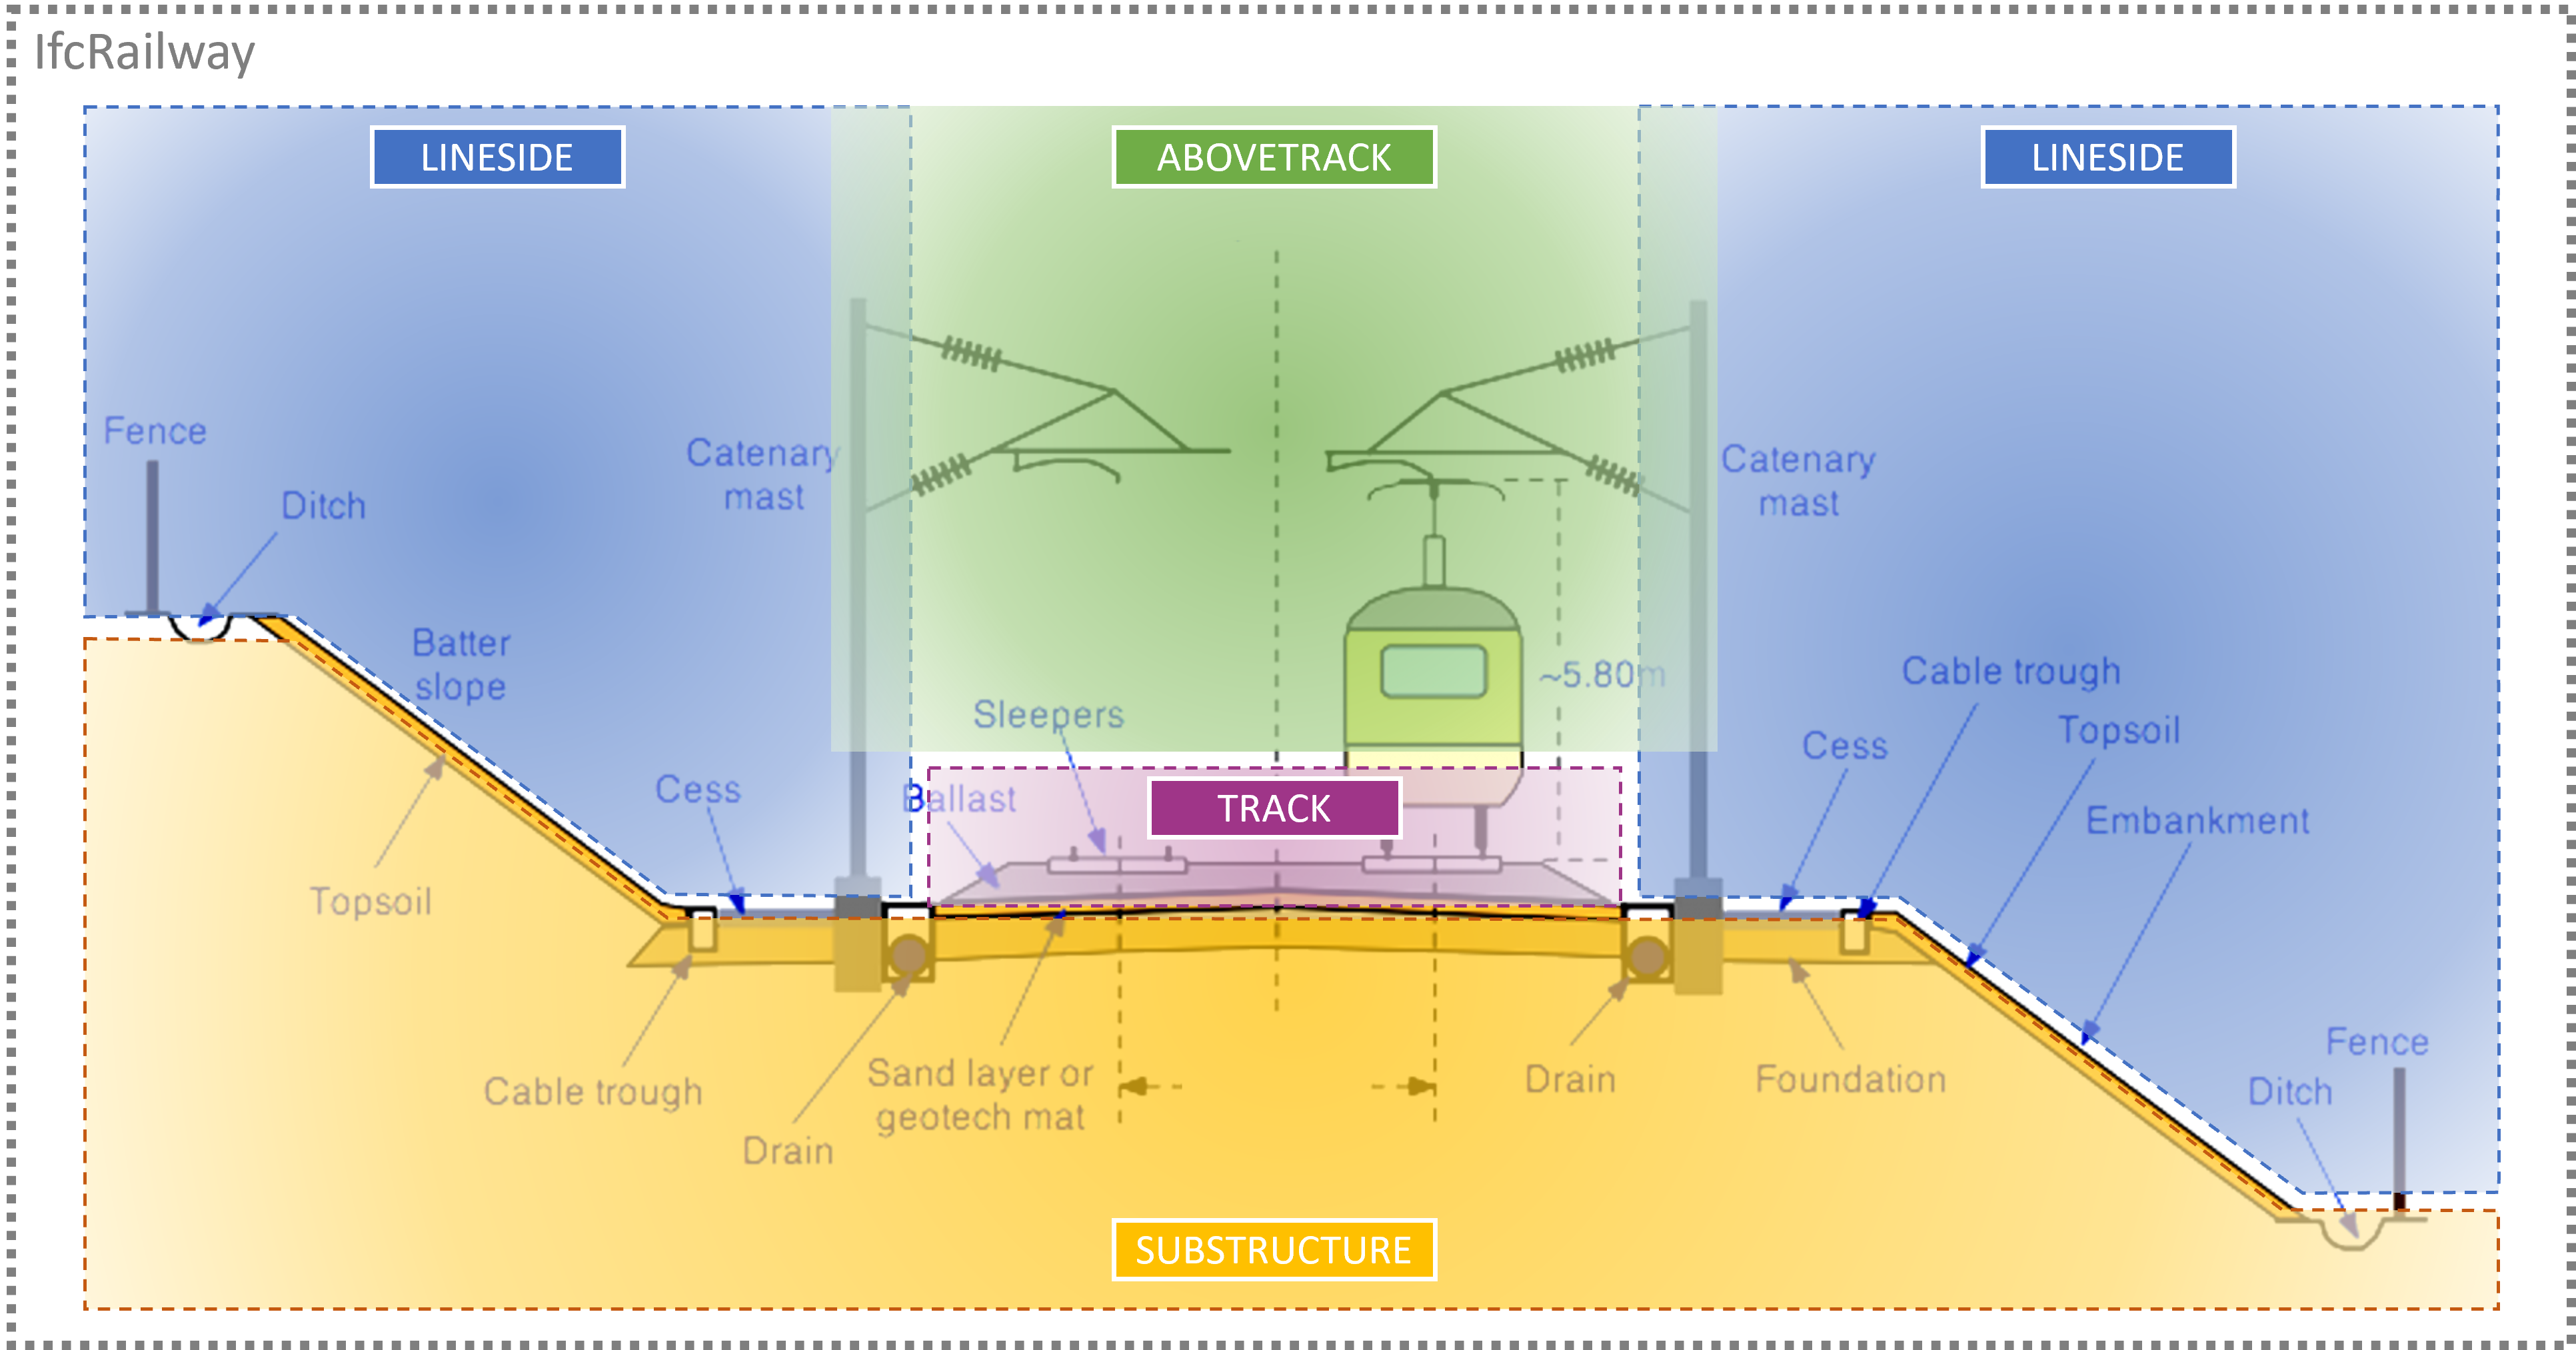 IfcRailway
LINESIDE
ABOVETRACK
LINESIDE
Fence
Ditch
Catenary
mast
Catenary
mast
Batter
slope
~5.80m
Cable trough
Sleepers
Topsoil
Cess
Cess
Ballast
TRACK
Embankment
Topsoil
Fence
Cable trough
Sand layer or
geotech mat
Drain
Foundation
Ditch
Drain
SUBSTRUCTURE